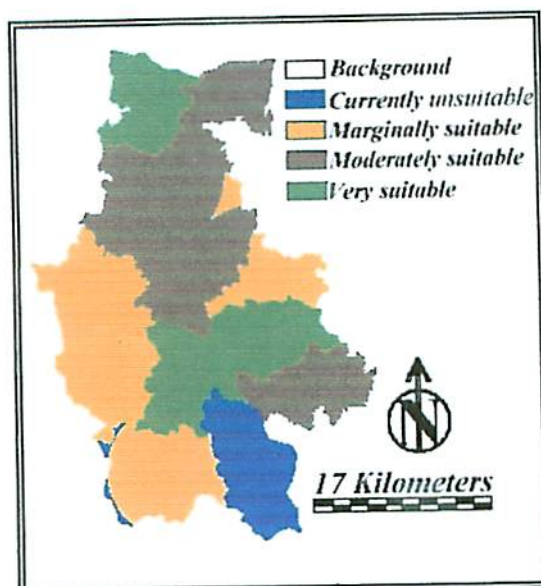 Background
Currently unsuitable
Marginally suitable
Moderately suitable
Very suitable
N
17 Kilometers